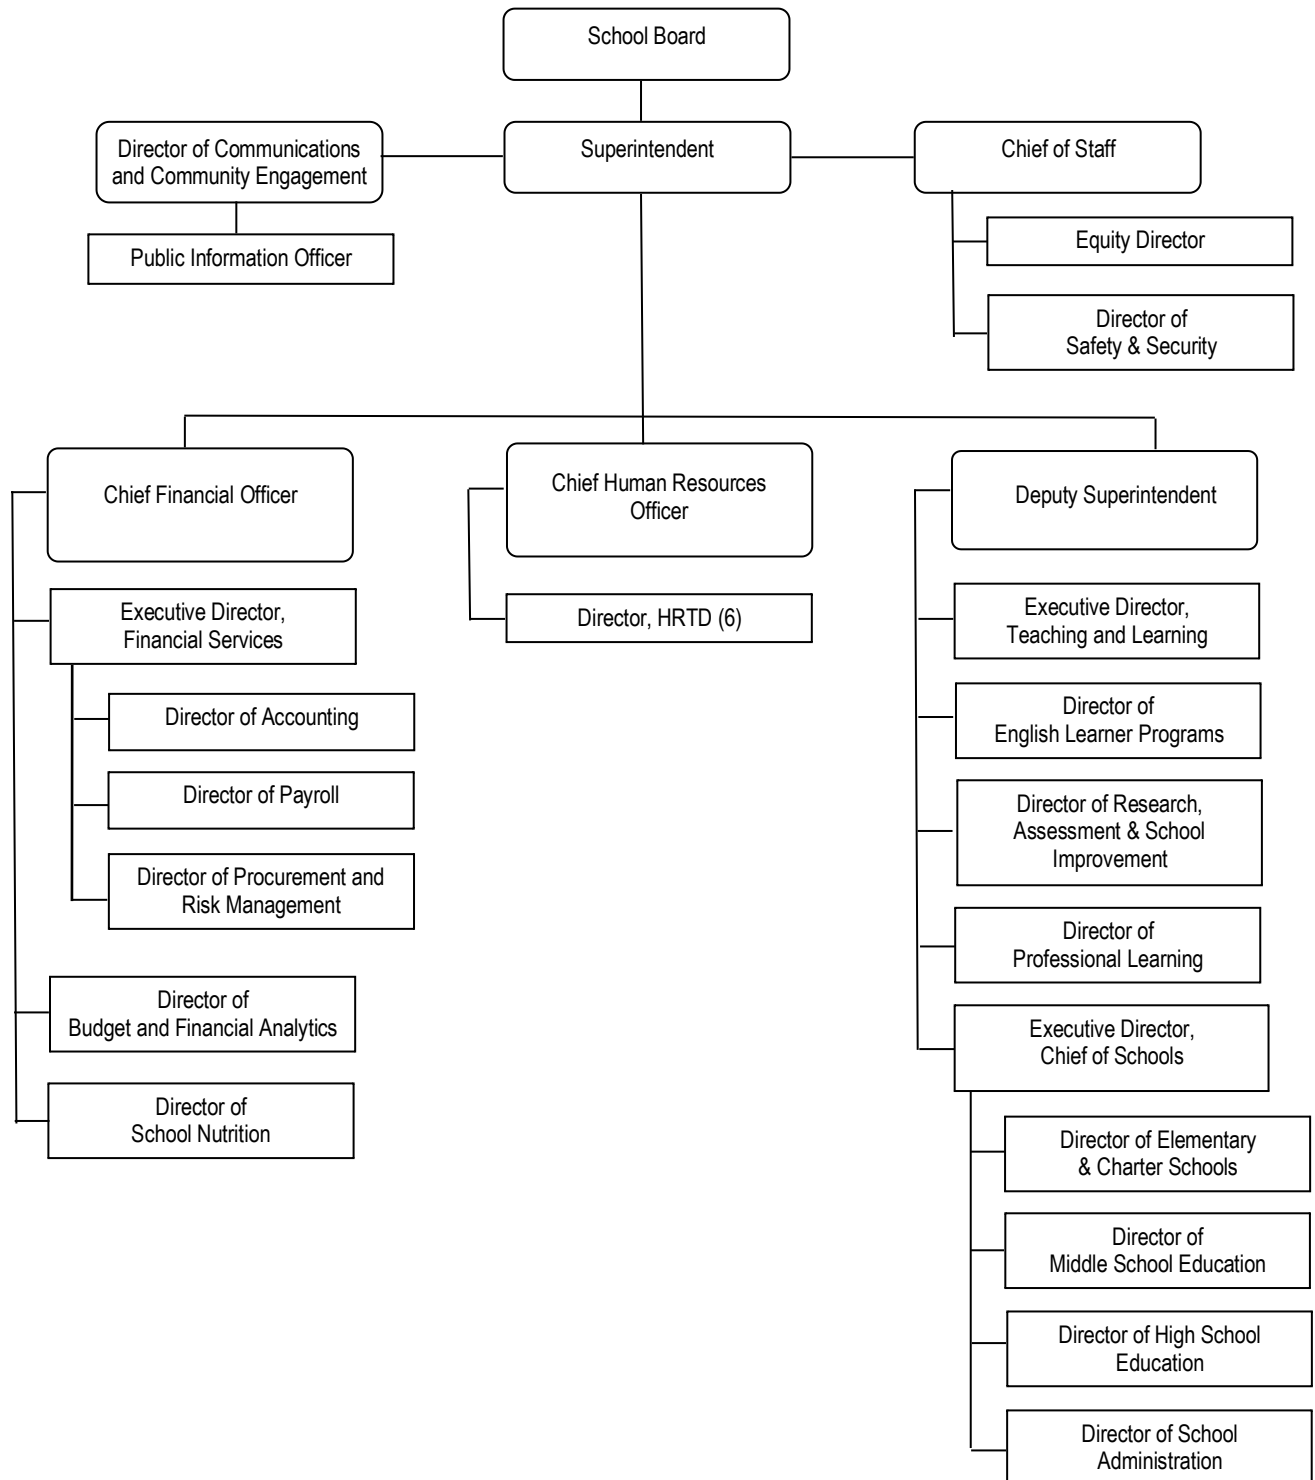 School Board
Director of Communications
and Community Engagement
Superintendent
Chief of Staff
Public Information Officer
Equity Director
Director of
Safety & Security
Chief Financial Officer
Chief Human Resources
Officer
Deputy Superintendent
Executive Director,
Financial Services
Director of Accounting
Director of Payroll
Director of Procurement and
Risk Management
Director of
Budget and Financial Analytics
Director of
School Nutrition
Director, HRTD (6)
Executive Director,
Teaching and Learning
Director of
English Learner Programs
Director of Research,
Assessment & School
Improvement
Director of
Professional Learning
Executive Director,
Chief of Schools
Director of Elementary
& Charter Schools
Director of
Middle School Education
Director of High School
Education
Director of School
Administration